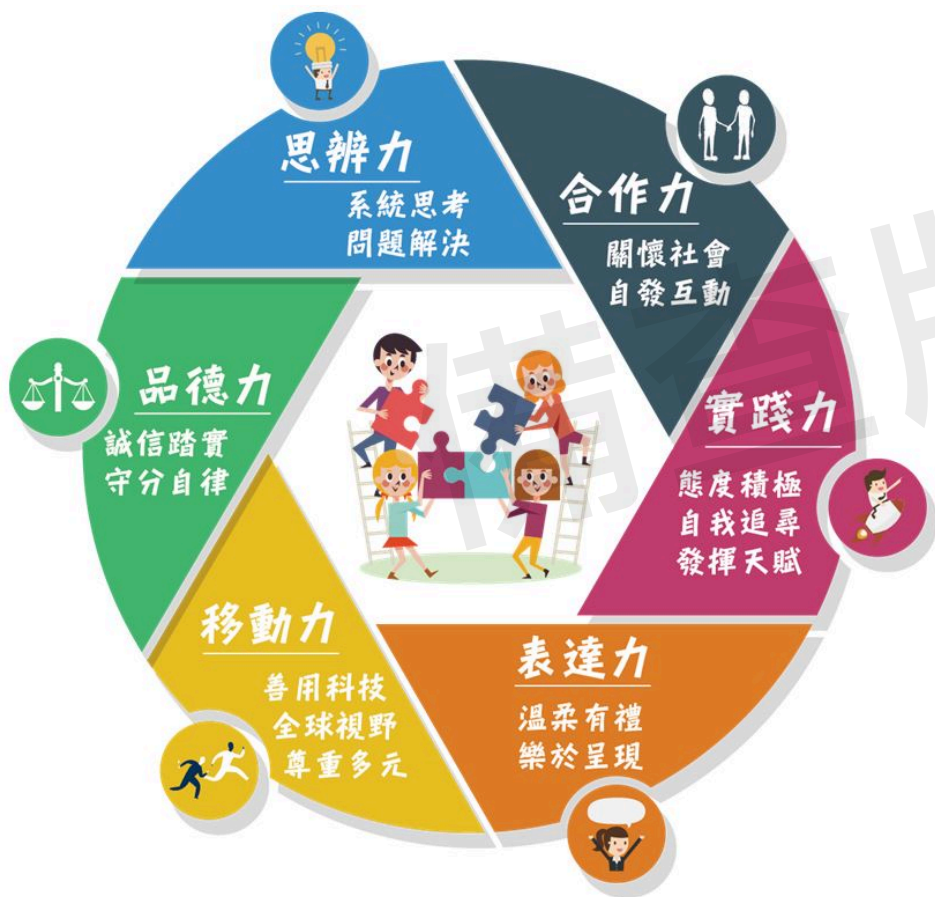 思辨力
系統思考
問題解決
合作力
關懷社會
自發互動
實踐力
態度積極
自我追尋
發揮天賦
表達力
溫柔有禮
樂於呈現
移動力
善用科技
全球視野
尊重多元
品德力
誠信踏實
守分自律
備查版